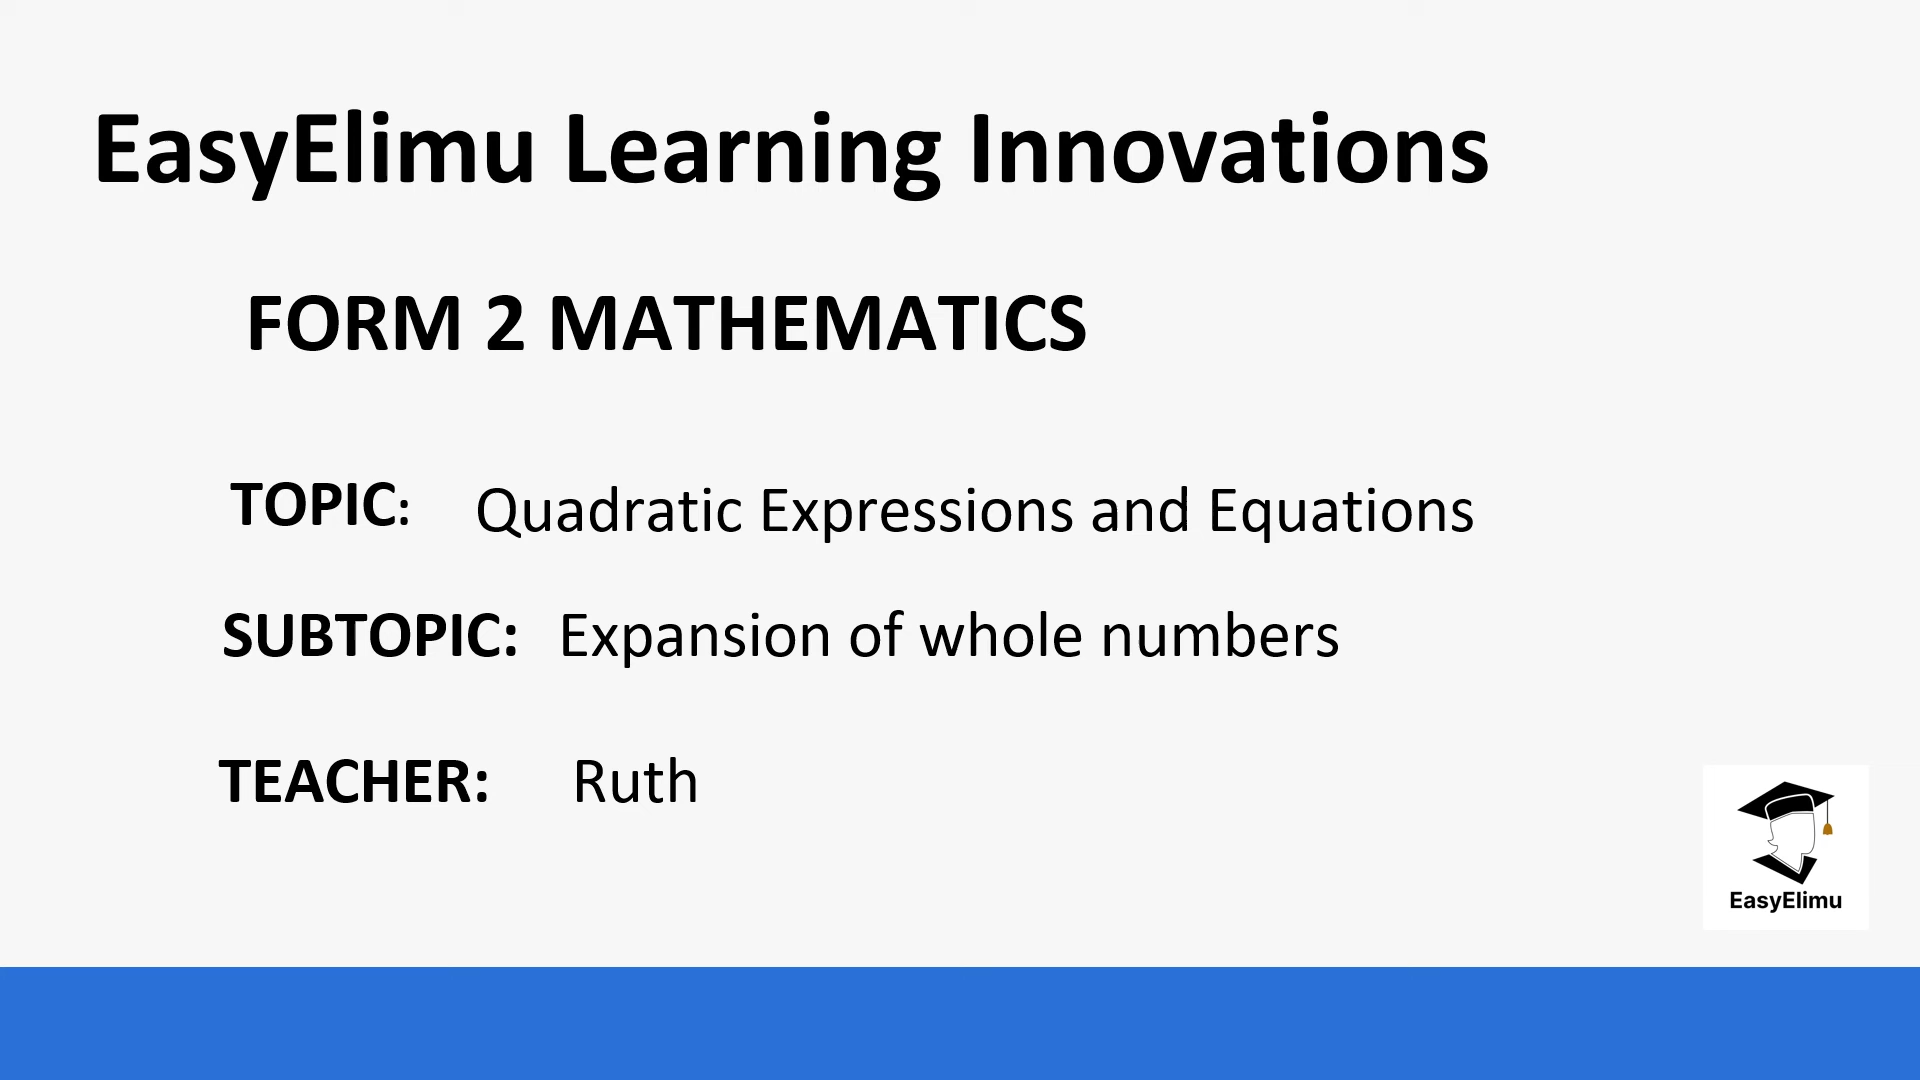 EasyElimu Learning Innovations
FORM 2 MATHEMATICS
TOPIC: Quadratic Expressions and Equations
SUBTOPIC: Expansion of whole numbers
TEACHER: Ruth
EasyElimu